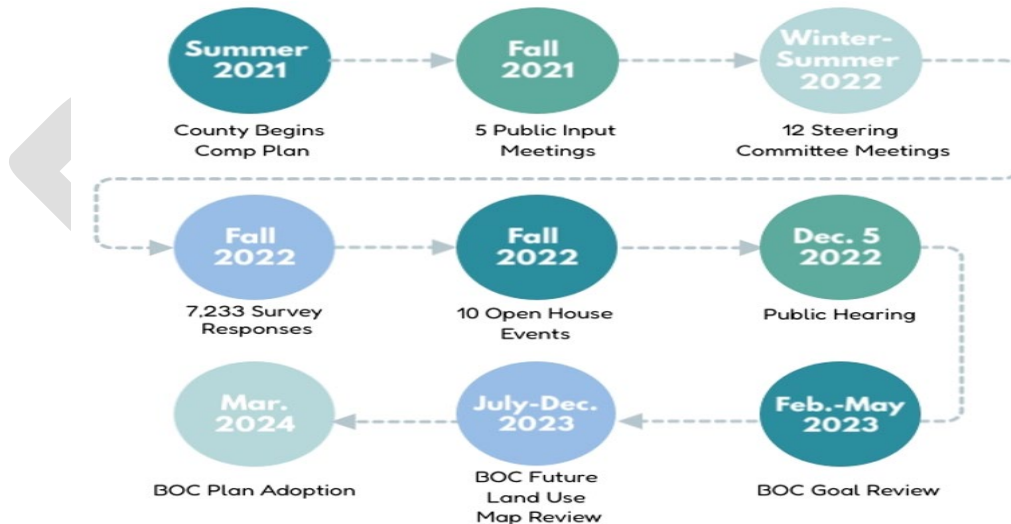 Summer
2021
County Begins
Comp Plan
Fall
2021
5 Public Input
Meetings
Winter-
Summer
2022
12 Steering
Committee Meetings
Fall
2022
7,233 Survey
Responses
Fall
2022
10 Open House
Events
Dec. 5
2022
Public Hearing
Feb.-May
2023
BOC Goal Review
July-Dec.
2023
BOC Future
Land Use
Map Review
Mar.
2024
BOC Plan Adoption